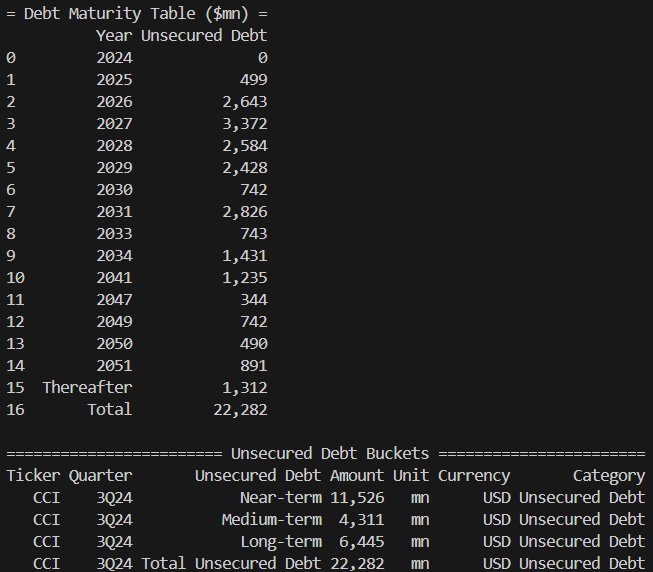 = Debt Maturity Table ($mn) =
Year Unsecured Debt
0 2024 0
1 2025 499
2 2026 2,643
3 2027 3,372
4 2028 2,584
5 2029 2,428
6 2030 742
7 2031 2,826
8 2033 743
9 2034 1,431
10 2041 1,235
11 2047 344
12 2049 742
13 2050 490
14 2051 891
15 Thereafter 1,312
16 Total 22,282
======================== Unsecured Debt Buckets =======================
Ticker Quarter Unsecured Debt Amount Unit Currency Category
CCI 3Q24 Near-term 11,526 mn USD Unsecured Debt
CCI 3Q24 Medium-term 4,311 mn USD Unsecured Debt
CCI 3Q24 Long-term 6,445 mn USD Unsecured Debt
CCI 3Q24 Total Unsecured Debt 22,282 mn USD Unsecured Debt